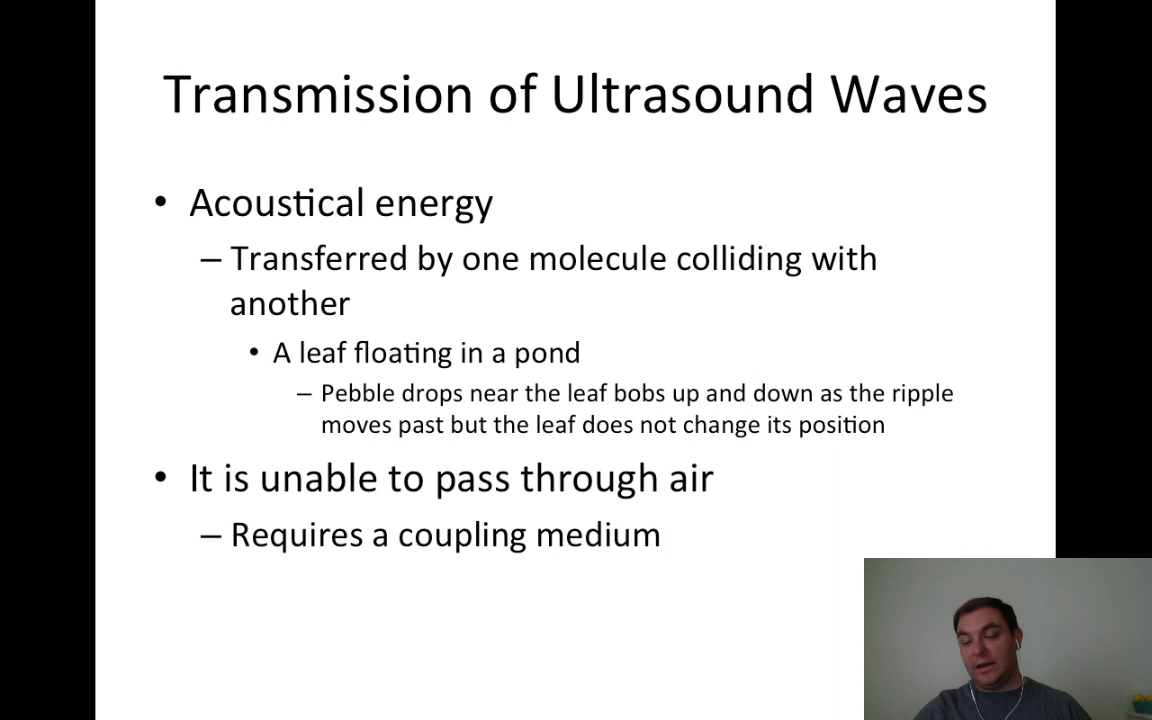 Transmission of Ultrasound Waves
• Acoustical energy
– Transferred by one molecule colliding with
another
• A leaf floating in a pond
– Pebble drops near the leaf bobs up and down as the ripple
moves past but the leaf does not change its position
• It is unable to pass through air
– Requires a coupling medium